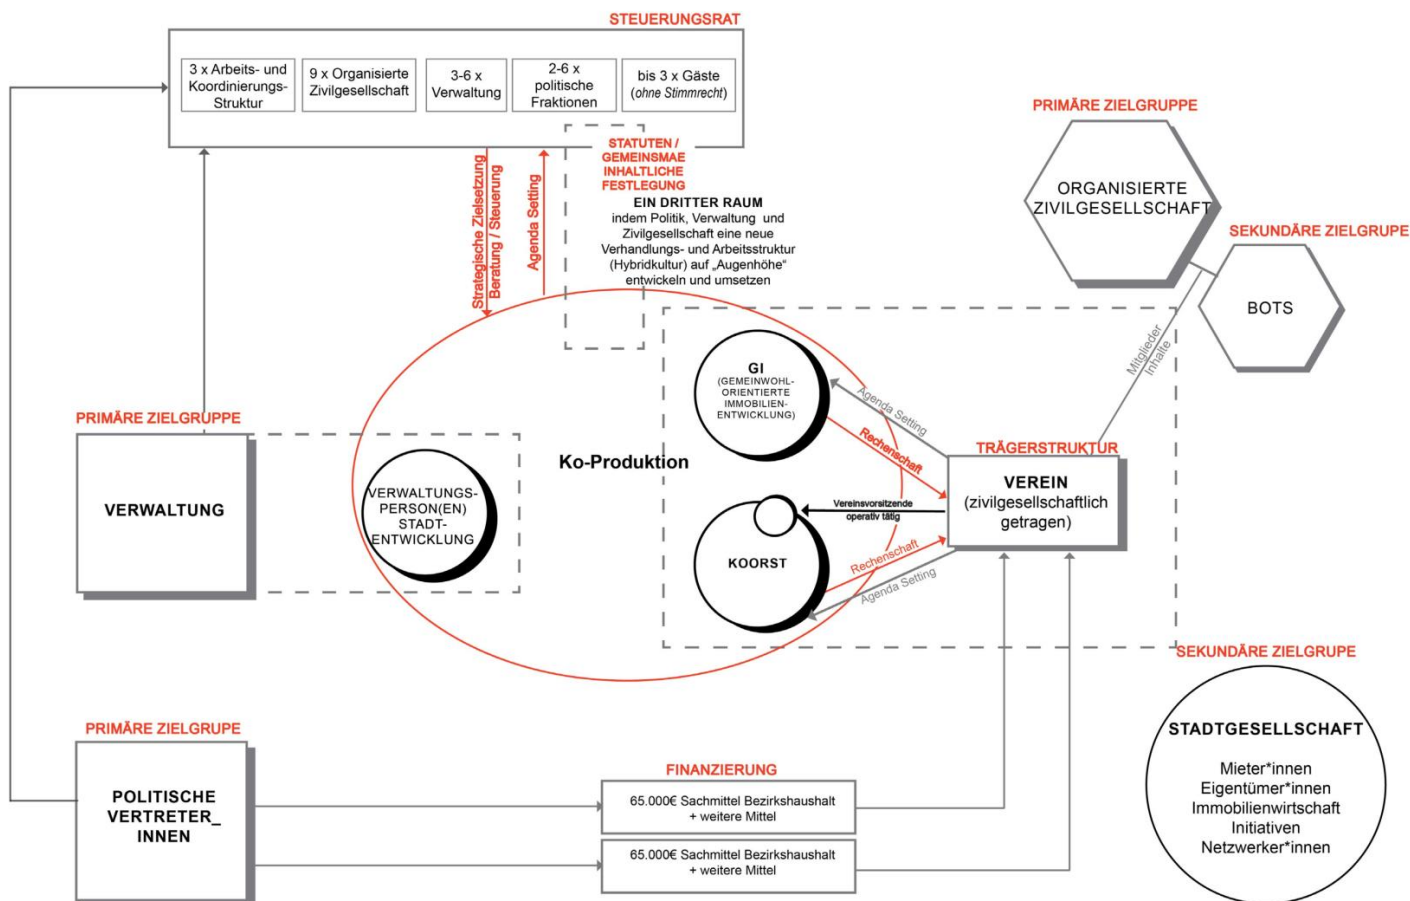 STEUERUNGSRAT
3 x Arbeits- und
Koordinierungs-
Struktur
9 x Organisierte
Zivilgesellschaft
3-6 x
Verwaltung
2-6 x
politische
Fraktionen
bis 3 x Gäste
(ohne Stimmrecht)
Strategische Zielsetzung
Beratung / Steuerung
Agenda Setting
STATUTEN /
GEMEINSMAE
INHALTLICHE
FESTLEGUNG
EIN DRITTER RAUM
indem Politik, Verwaltung und
Zivilgesellschaft eine neue
Verhandlungs- und Arbeitsstruktur
(Hybridkultur) auf „Augenhöhe“
entwickeln und umsetzen
PRIMÄRE ZIELGRUPPE
ORGANISIERTE
ZIVILGESELLSCHAFT
SEKUNDÄRE ZIELGRUPE
BOTS
Mitglieder
Inhalte
PRIMÄRE ZIELGRUPPE
VERWALTUNG
VERWALTUNGS-
PERSON(EN)
STADT-
ENTWICKLUNG
Ko-Produktion
GI
(GEMEINWOHL-
ORIENTIERTE
IMMOBILIEN-
ENTWICKLUNG)
Agenda Setting
Rechenschaft
Vereinsvorsitzende
operativ tätig
KOORST
Rechenschaft
Agenda Setting
TRÄGERSTRUKTUR
VEREIN
(zivilgesellschaftlich
getragen)
PRIMÄRE ZIELGRUPE
POLITISCHE
VERTRETER_
INNEN
FINANZIERUNG
65.000€ Sachmittel Bezirkshaushalt
+ weitere Mittel
65.000€ Sachmittel Bezirkshaushalt
+ weitere Mittel
SEKUNDÄRE ZIELGRUPE
STADTGESELLSCHAFT
Mieter*innen
Eigentümer*innen
Immobilienwirtschaft
Initiativen
Netzwerker*innen